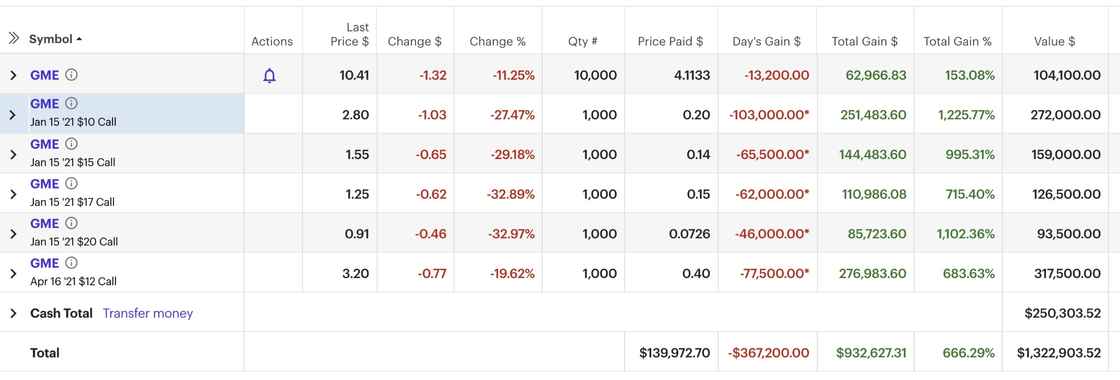 Symbol Actions Last Price $ Change $ Change % Qty # Price Paid $ Day's Gain $ Total Gain $ Total Gain % Value $
GME 10.41 -1.32 -11.25% 10,000 4.1133 -13,200.00 62,966.83 153.08% 104,100.00
GME
Jan 15 '21 $10 Call 2.80 -1.03 -27.47% 1,000 0.20 -103,000.00* 251,483.60 1,225.77% 272,000.00
GME
Jan 15 '21 $15 Call 1.55 -0.65 -29.18% 1,000 0.14 -65,500.00* 144,483.60 995.31% 159,000.00
GME
Jan 15 '21 $17 Call 1.25 -0.62 -32.89% 1,000 0.15 -62,000.00* 110,986.08 715.40% 126,500.00
GME
Jan 15 '21 $20 Call 0.91 -0.46 -32.97% 1,000 0.0726 -46,000.00* 85,723.60 1,102.36% 93,500.00
GME
Apr 16 '21 $12 Call 3.20 -0.77 -19.62% 1,000 0.40 -77,500.00* 276,983.60 683.63% 317,500.00
Cash Total Transfer money $250,303.52
Total $139,972.70 -$367,200.00 $932,627.31 666.29% $1,322,903.52